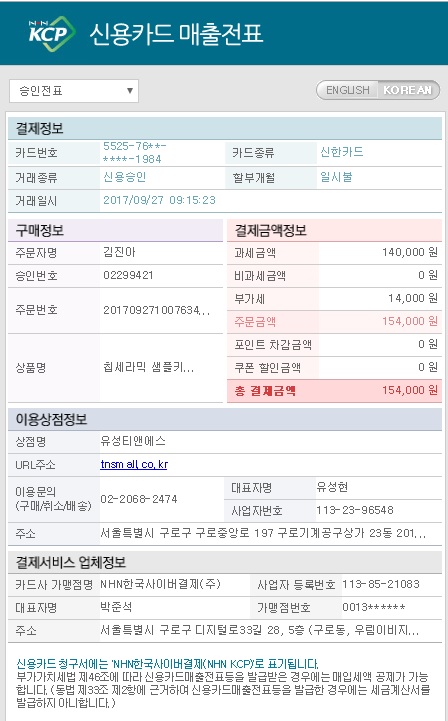 NHN
KCP 신용카드 매출전표
승인전표 ▼ ENGLISH KOREAN
결제정보
카드번호 5525-76**-****-1984 카드종류 신한카드
거래종류 신용승인 할부개월 일시불
거래일시 2017/09/27 09:15:23
구매정보
주문자명 김진아
승인번호 02299421
주문번호 201709271007634...
상품명 칩세라믹 샘플키...
결제금액정보
과세금액 140,000 원
비과세금액 0 원
부가세 14,000 원
주문금액 154,000 원
포인트 차감금액 0 원
쿠폰 할인금액 0 원
총 결제금액 154,000 원
이용상점정보
상점명 유성티앤에스
URL주소 tnsmall.co.kr
이용문의
(구매/취소/배송) 02-2068-2474 대표자명 유성현
사업자번호 113-23-96548
주소 서울특별시 구로구 구로중앙로 197 구로기계공구상가 23동 201...
결제서비스 업체정보
카드사 가맹점명 NHN한국사이버결제(주) 사업자 등록번호 113-85-21083
대표자명 박준석 가맹점번호 0013******
주소 서울특별시 구로구 디지털로33길 28, 5층 (구로동, 우림이비지...
신용카드 청구서에는 'NHN한국사이버결제(NHN KCP)'로 표기됩니다.
부가가치세법 제46조에 따라 신용카드매출전표등을 발급받은 경우에는 매입세액 공제가 가능
합니다.(동법 제33조 제2항에 근거하여 신용카드매출전표등을 발급한 경우에는 세금계산서를
발급하지 아니합니다.)